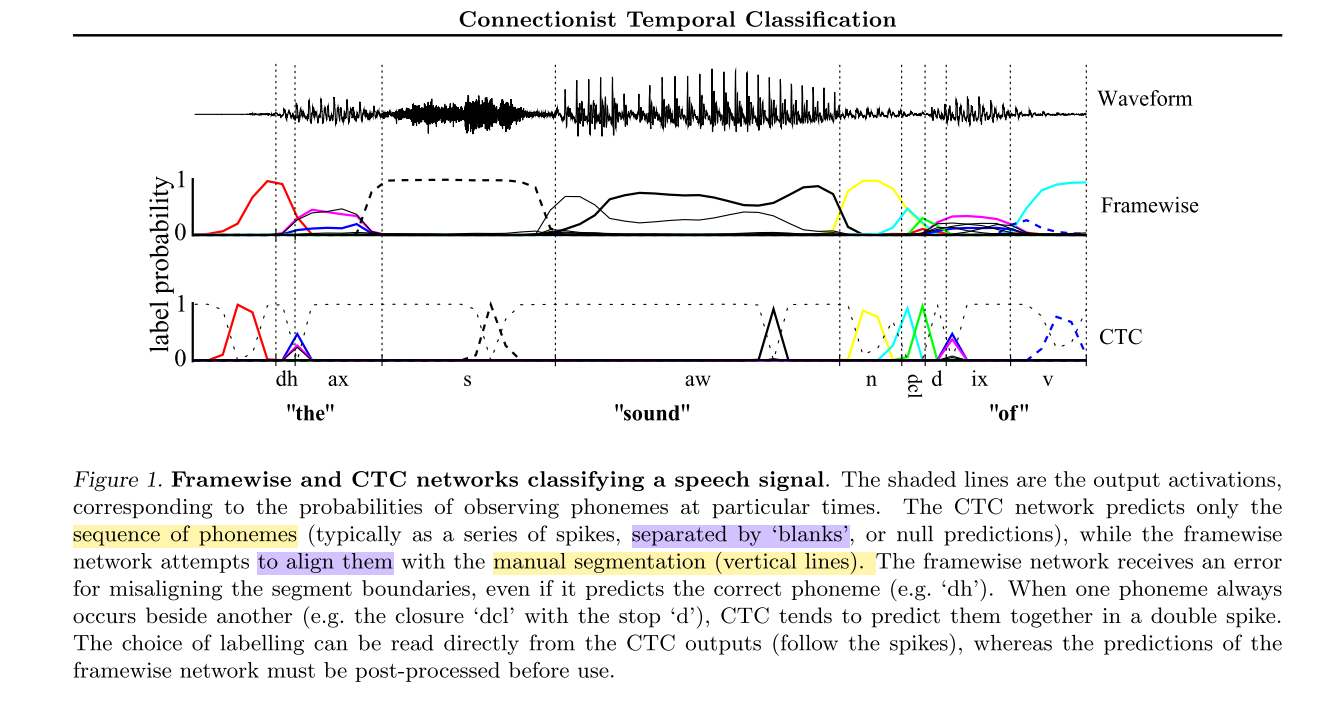 Connectionist Temporal Classification
Waveform
label probability
1
0
Framewise
1
0
CTC
dh ax s aw n dcl d ix v
"the" "sound" "of"
Figure 1. Framewise and CTC networks classifying a speech signal. The shaded lines are the output activations,
corresponding to the probabilities of observing phonemes at particular times. The CTC network predicts only the
sequence of phonemes (typically as a series of spikes, separated by ‘blanks’, or null predictions), while the framewise
network attempts to align them with the manual segmentation (vertical lines). The framewise network receives an error
for misaligning the segment boundaries, even if it predicts the correct phoneme (e.g. ‘dh’). When one phoneme always
occurs beside another (e.g. the closure ‘dcl’ with the stop ‘d’), CTC tends to predict them together in a double spike.
The choice of labelling can be read directly from the CTC outputs (follow the spikes), whereas the predictions of the
framewise network must be post-processed before use.